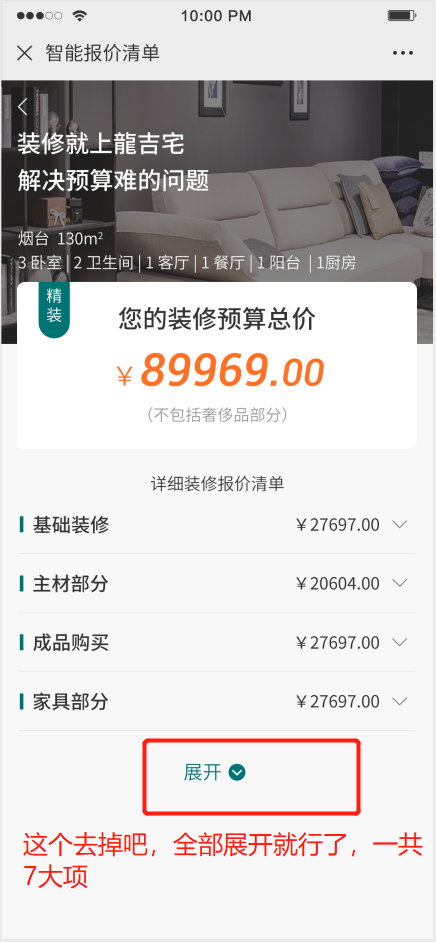 10:00 PM
智能报价清单
装修就上龍吉宅
解决预算难的问题
烟台 130m²
3 卧室 | 2 卫生间 | 1 客厅 | 1 餐厅 | 1 阳台 | 1厨房
精装
您的装修预算总价
￥89969.00
（不包括奢侈品部分）
详细装修报价清单
基础装修 ￥27697.00
主材部分 ￥20604.00
成品购买 ￥27697.00
家具部分 ￥27697.00
展开
这个去掉吧，全部展开就行了，一共
7大项